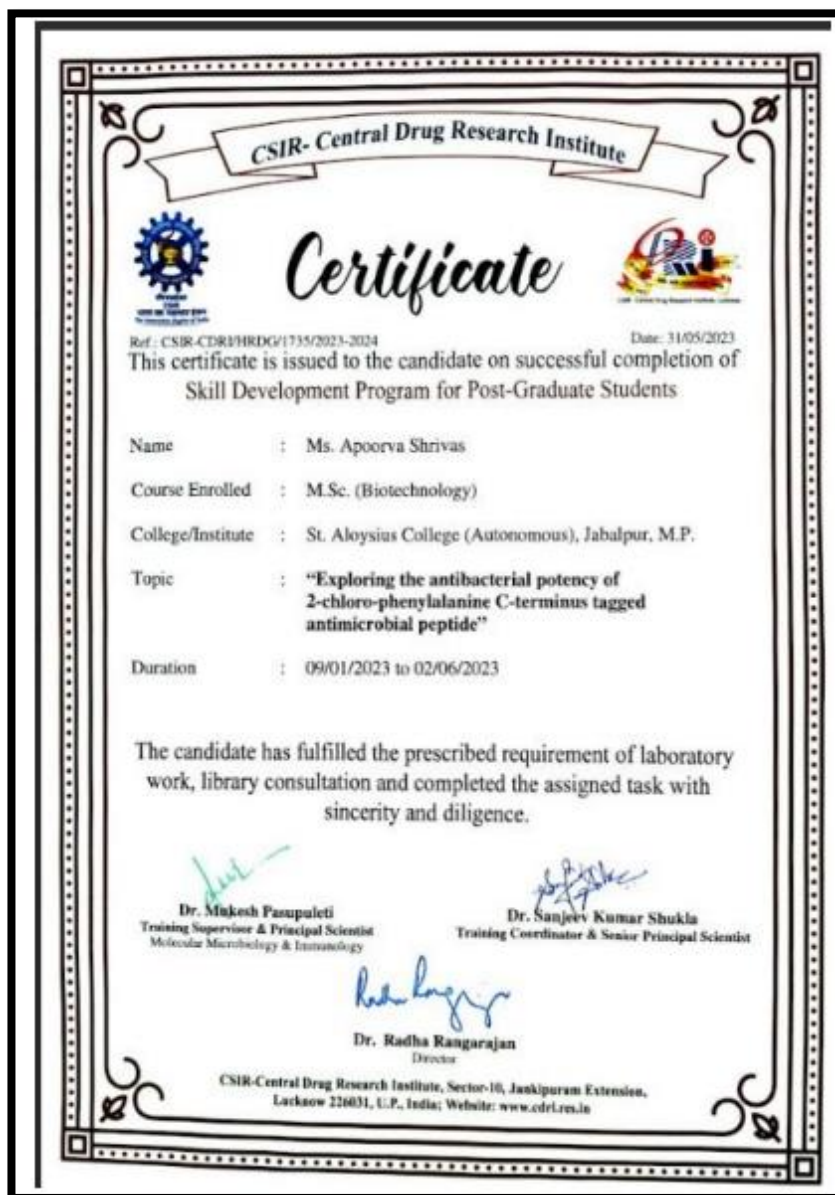 CSIR- Central Drug Research Institute
Certificate
Ref : CSIR-CDRI/HRDG/1735/2023-2024
Date: 31/05/2023
This certificate is issued to the candidate on successful completion of
Skill Development Program for Post-Graduate Students
Name : Ms. Apoorva Shrivas
Course Enrolled : M.Sc. (Biotechnology)
College/Institute : St. Aloysius College (Autonomous), Jabalpur, M.P.
Topic : “Exploring the antibacterial potency of
2-chloro-phenylalanine C-terminus tagged
antimicrobial peptide”
Duration : 09/01/2023 to 02/06/2023
The candidate has fulfilled the prescribed requirement of laboratory
work, library consultation and completed the assigned task with
sincerity and diligence.
Dr. Mukesh Pasupuleti
Training Supervisor & Principal Scientist
Molecular Microbiology & Immunology
Dr. Sanjeev Kumar Shukla
Training Coordinator & Senior Principal Scientist
Dr. Radha Rangarajan
Director
CSIR-Central Drug Research Institute, Sector-10, Jankipuram Extension,
Lucknow 226031, U.P., India; Website: www.cdri.res.in